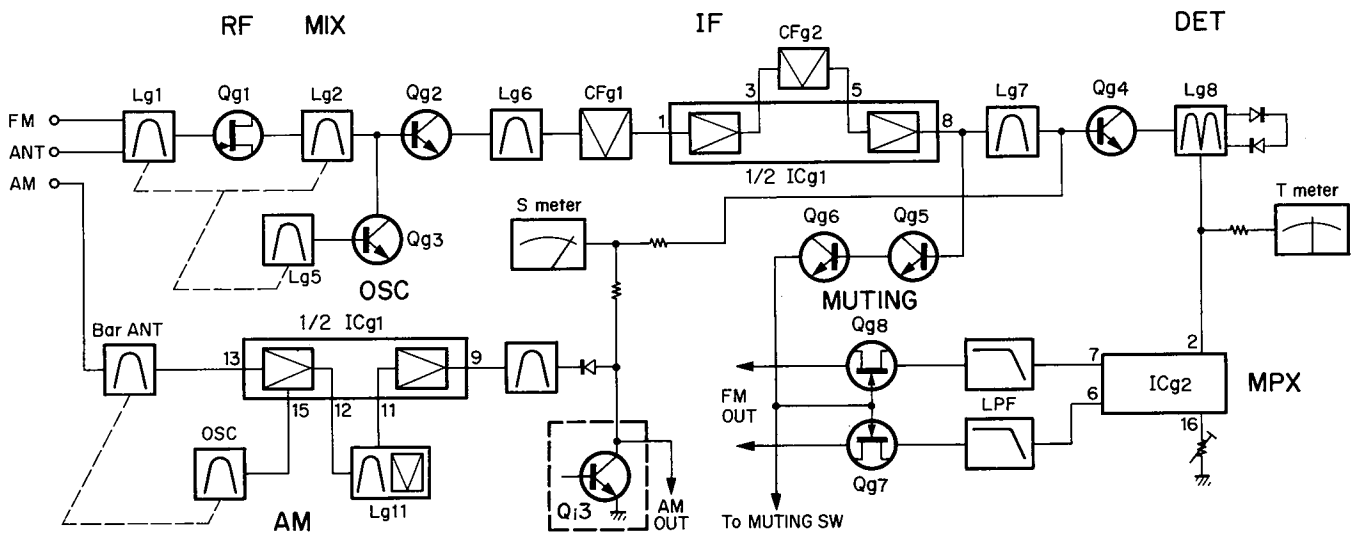 RF MIX IF DET
CFg2
Lg1 Qg1 Lg2 Qg2 Lg6 CFg1 3 5 Lg7 Qg4 Lg8
FM
ANT
AM
1 8
1/2 ICg1
S meter
T meter
Qg6 Qg5
Qg3
Lg5
OSC
MUTING
Bar ANT
1/2 ICg1
Qg8
2
13 9
7
ICg2
MPX
FM
OUT
LPF
6
15 12 11
16
OSC
Lg11
Qi3
AM
OUT
Qg7
AM
To MUTING SW